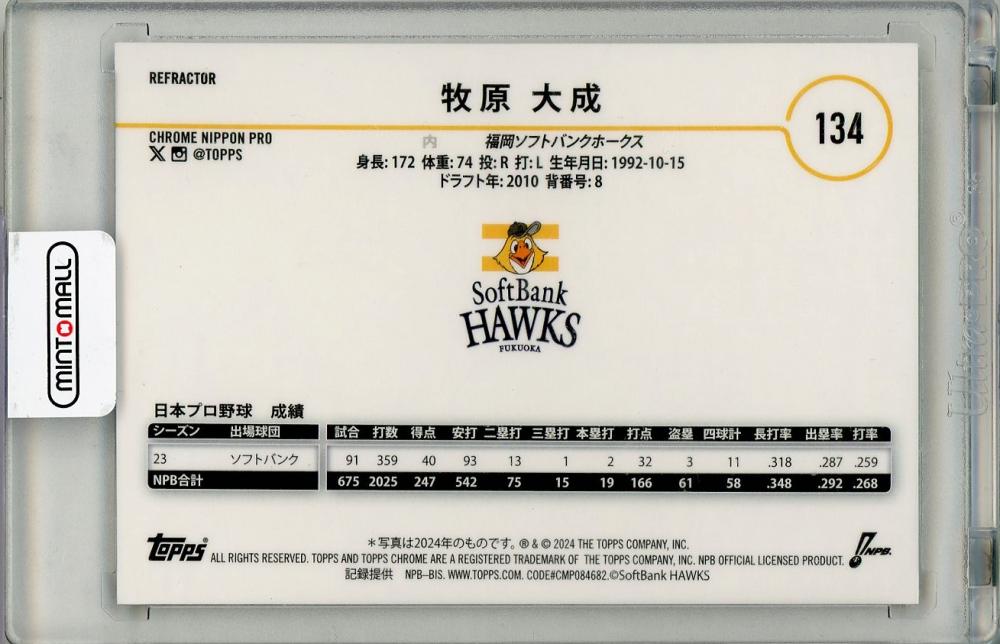 REFRACTOR
牧原 大成
134
CHROME NIPPON PRO
@TOPPS
内 福岡ソフトバンクホークス
身長: 172 体重: 74 投: R 打: L 生年月日: 1992-10-15
ドラフト年: 2010 背番号: 8
SoftBank
HAWKS
FUKUOKA
MINTOMALL
日本プロ野球 成績
シーズン 出場球団 試合 打数 得点 安打 二塁打 三塁打 本塁打 打点 盗塁 四球計 長打率 出塁率 打率
23 ソフトバンク 91 359 40 93 13 1 2 32 3 11 .318 .287 .259
NPB合計 675 2025 247 542 75 15 19 166 61 58 .348 .292 .268
Topps
＊写真は2024年のものです。® & © 2024 THE TOPPS COMPANY, INC.
ALL RIGHTS RESERVED. TOPPS AND TOPPS CHROME ARE A REGISTERED TRADEMARK OF THE TOPPS COMPANY, INC. NPB OFFICIAL LICENSED PRODUCT.
記録提供 NPB–BIS. WWW.TOPPS.COM. CODE#CMP084682.©SoftBank HAWKS
NPB.